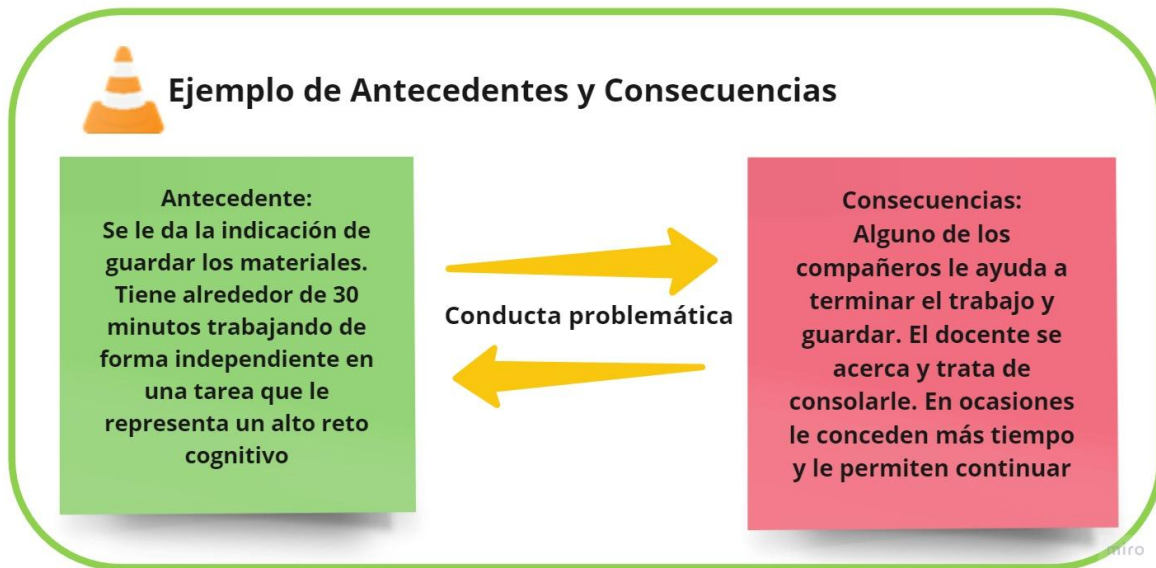 Ejemplo de Antecedentes y Consecuencias
Antecedente:
Se le da la indicación de
guardar los materiales.
Tiene alrededor de 30
minutos trabajando de
forma independiente en
una tarea que le
representa un alto reto
cognitivo
Conducta problemática
Consecuencias:
Alguno de los
compañeros le ayuda a
terminar el trabajo y
guardar. El docente se
acerca y trata de
consolarle. En ocasiones
le conceden más tiempo
y le permiten continuar
miro